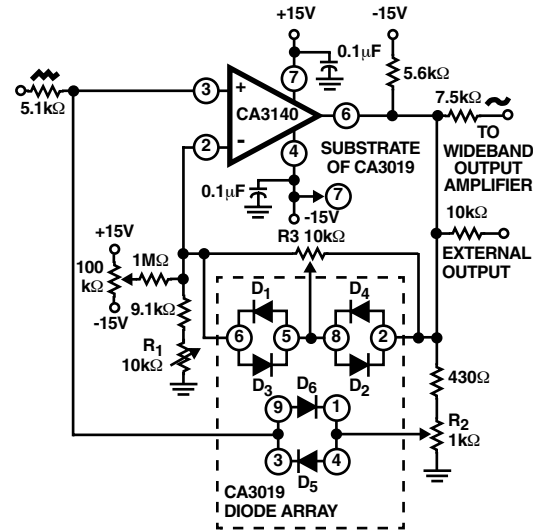 +15V
-15V
0.1μF
5.6kΩ
5.1kΩ
7
3
+
CA3140
6
7.5kΩ
2
-
4
SUBSTRATE
OF CA3019
TO
WIDEBAND
OUTPUT
AMPLIFIER
0.1μF
7
-15V
10kΩ
EXTERNAL
OUTPUT
+15V
R3 10kΩ
1MΩ
100
kΩ
D1
D4
-15V
9.1kΩ
6
5
8
2
R1
10kΩ
D3
D2
430Ω
D6
9
1
R2
1kΩ
3
4
D5
CA3019
DIODE ARRAY